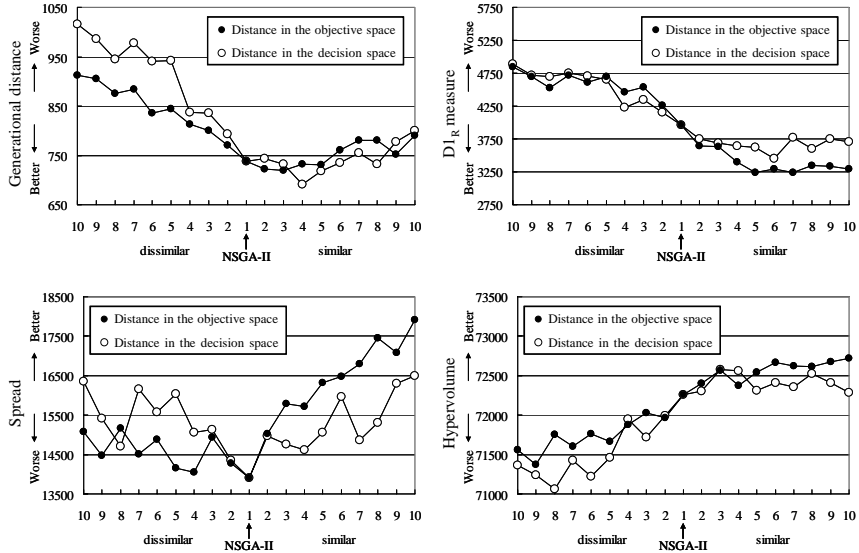 1050
950
850
750
650
Generational distance
Worse
Better
Distance in the objective space
Distance in the decision space
10 9 8 7 6 5 4 3 2 1 2 3 4 5 6 7 8 9 10
dissimilar
similar
NSGA-II
5750
5250
4750
4250
3750
3250
2750
D1R measure
Worse
Better
Distance in the objective space
Distance in the decision space
10 9 8 7 6 5 4 3 2 1 2 3 4 5 6 7 8 9 10
dissimilar
similar
NSGA-II
18500
17500
16500
15500
14500
13500
Spread
Better
Worse
Distance in the objective space
Distance in the decision space
10 9 8 7 6 5 4 3 2 1 2 3 4 5 6 7 8 9 10
dissimilar
similar
NSGA-II
73500
73000
72500
72000
71500
71000
Hypervolume
Better
Worse
Distance in the objective space
Distance in the decision space
10 9 8 7 6 5 4 3 2 1 2 3 4 5 6 7 8 9 10
dissimilar
similar
NSGA-II